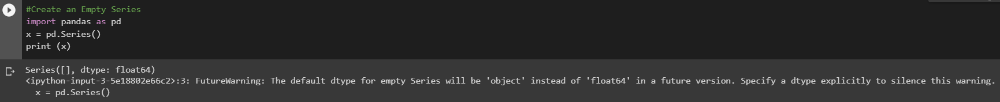 #Create an Empty Series
import pandas as pd
x = pd.Series()
print (x)
Series([], dtype: float64)
<ipython-input-3-5e18802e66c2>:3: FutureWarning: The default dtype for empty Series will be 'object' instead of 'float64' in a future version. Specify a dtype explicitly to silence this warning.
  x = pd.Series()